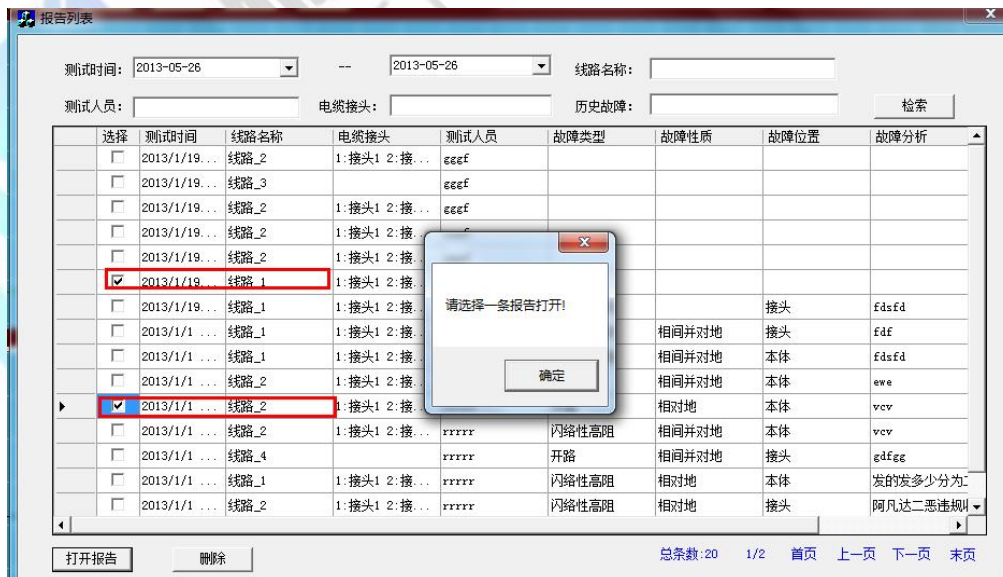 报告列表
测试时间: 2013-05-26 -- 2013-05-26 线路名称:
测试人员: 电缆接头: 历史故障: 检索
选择 测试时间 线路名称 电缆接头 测试人员 故障类型 故障性质 故障位置 故障分析
2013/1/19... 线路_2 1:接头1 2:接... gggf
2013/1/19... 线路_3 gggf
2013/1/19... 线路_2 1:接头1 2:接... gggf
2013/1/19... 线路_2 1:接头1 2:接.
2013/1/19... 线路_2 1:接头1 2:接.
2013/1/19... 线路_1 1:接头1 2:接.
2013/1/19... 线路_1 1:接头1 2:接. 接头 fdsfd
2013/1/1 ... 线路_1 1:接头1 2:接. 相间并对地 接头 fdf
2013/1/1 ... 线路_1 1:接头1 2:接. 相间并对地 本体 fdsfd
2013/1/1 ... 线路_2 1:接头1 2:接. 相间并对地 本体 ewe
2013/1/1 ... 线路_2 1:接头1 2:接. 相对地 本体 vcv
2013/1/1 ... 线路_2 1:接头1 2:接... rrrrr 闪络性高阻 相间并对地 本体 vcv
2013/1/1 ... 线路_4 rrrrr 开路 相间并对地 接头 gdfgg
2013/1/1 ... 线路_1 1:接头1 2:接... rrrrr 闪络性高阻 相对地 本体 发的发多少分为
2013/1/1 ... 线路_2 1:接头1 2:接... rrrrr 闪络性高阻 相对地 接头 阿凡达二恶违规
请选择一条报告打开!
确定
打开报告 删除 总条数:20 1/2 首页 上一页 下一页 末页